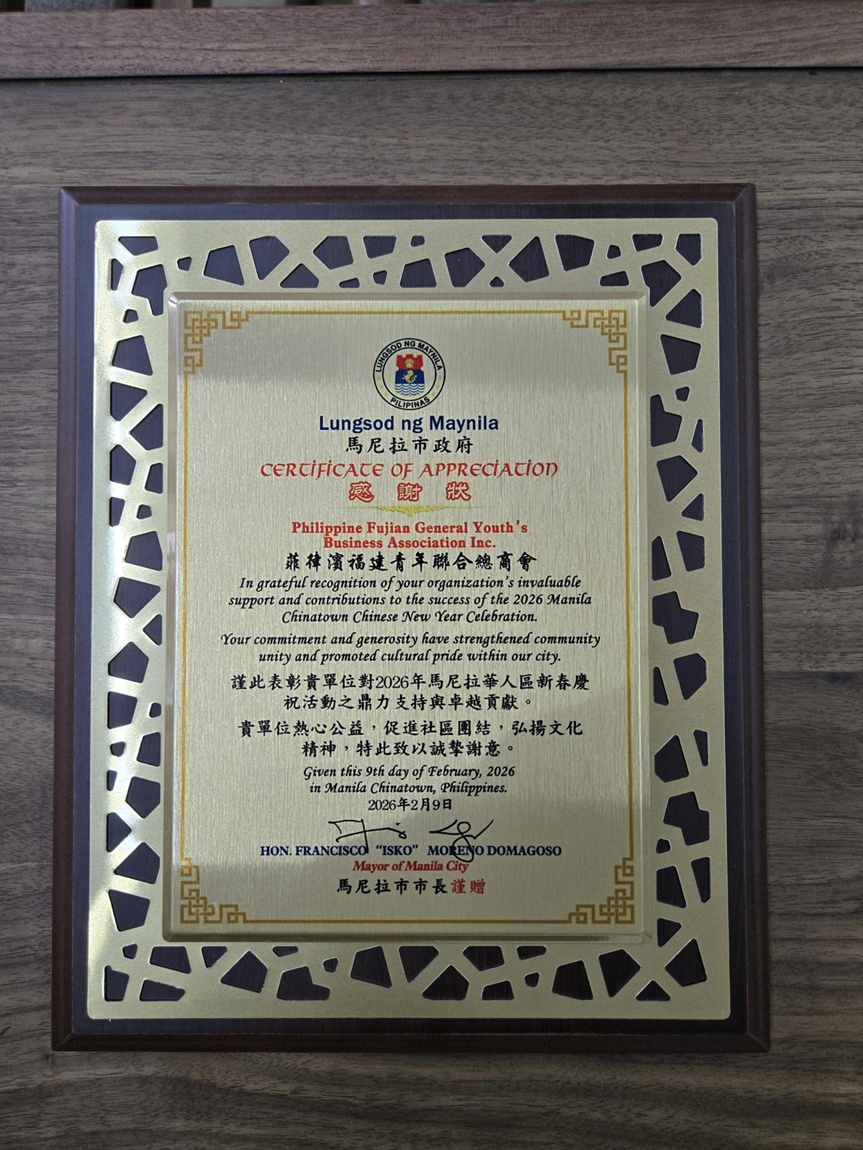 LUNGSOD NG MAYNILA
PILIPINAS
Lungsod ng Maynila
馬尼拉市政府
CERTIFICATE OF APPRECIATION
感謝狀
Philippine Fujian General Youth's
Business Association Inc.
菲律濱福建青年聯合總商會
In grateful recognition of your organization's invaluable
support and contributions to the success of the 2026 Manila
Chinatown Chinese New Year Celebration.
Your commitment and generosity have strengthened community
unity and promoted cultural pride within our city.
謹此表彰貴單位對2026年馬尼拉華人區新春慶
祝活動之鼎力支持與卓越貢獻。
貴單位熱心公益，促進社區團結，弘揚文化
精神，特此致以誠摯謝意。
Given this 9th day of February, 2026
in Manila Chinatown, Philippines.
2026年2月9日
HON. FRANCISCO "ISKO" MORENO DOMAGOSO
Mayor of Manila City
馬尼拉市市長謹贈